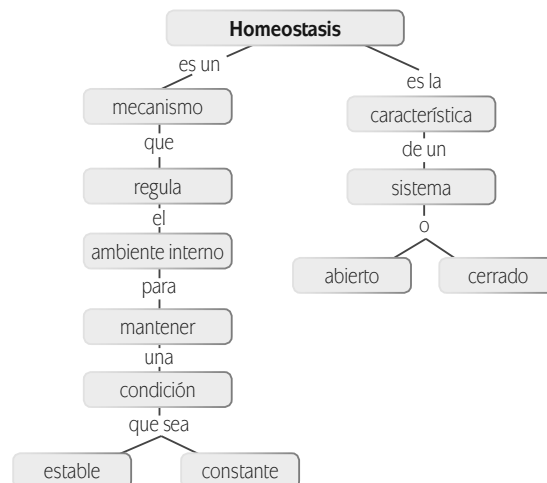 Homeostasis
es un
es la
mecanismo
característica
que
de un
regula
sistema
el
o
ambiente interno
abierto
cerrado
para
mantener
una
condición
que sea
estable
constante